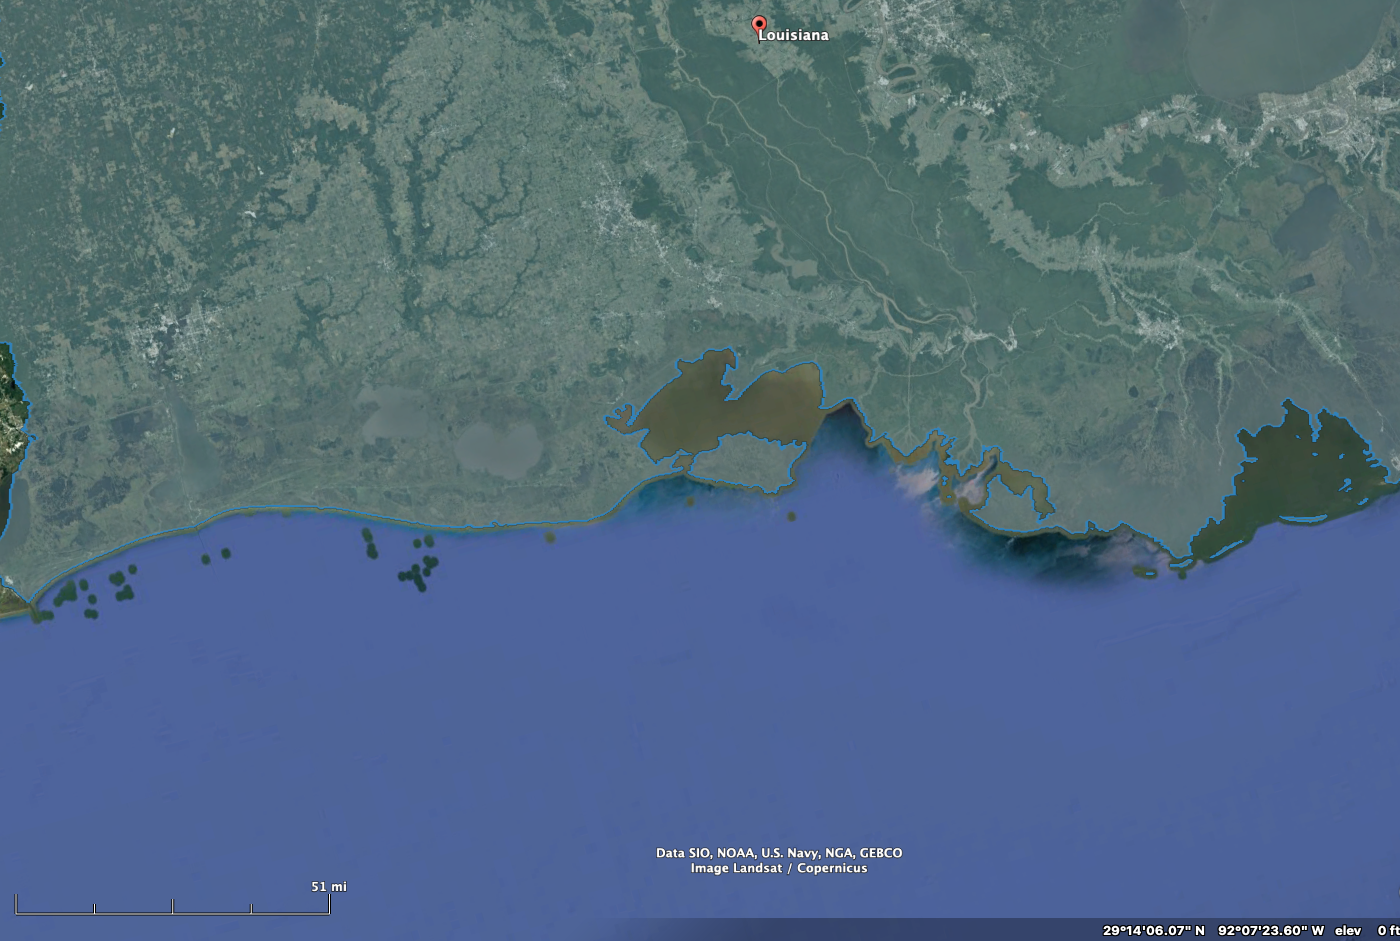 Louisiana
Data SIO, NOAA, U.S. Navy, NGA, GEBCO
Image Landsat / Copernicus
51 mi
29°14'06.07" N 92°07'23.60" W elev 0 ft